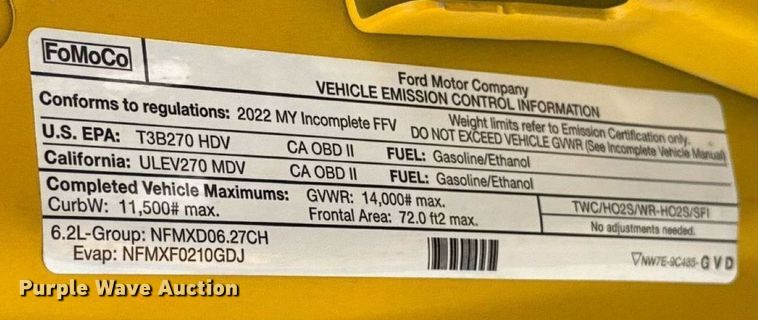 FoMoCo
Ford Motor Company
VEHICLE EMISSION CONTROL INFORMATION
Conforms to regulations: 2022 MY Incomplete FFV
Weight limits refer to Emission Certification only.
DO NOT EXCEED VEHICLE GVWR (See Incomplete Vehicle Manual)
U.S. EPA: T3B270 HDV CA OBD II FUEL: Gasoline/Ethanol
California: ULEV270 MDV CA OBD II FUEL: Gasoline/Ethanol
Completed Vehicle Maximums: GVWR: 14,000# max.
CurbW: 11,500# max. Frontal Area: 72.0 ft2 max.
TWC/HO2S/WR-HO2S/SFI
No adjustments needed.
6.2L-Group: NFMXD06.27CH
Evap: NFMXF0210GDJ
NW7E-9C485- G V D
Purple Wave Auction